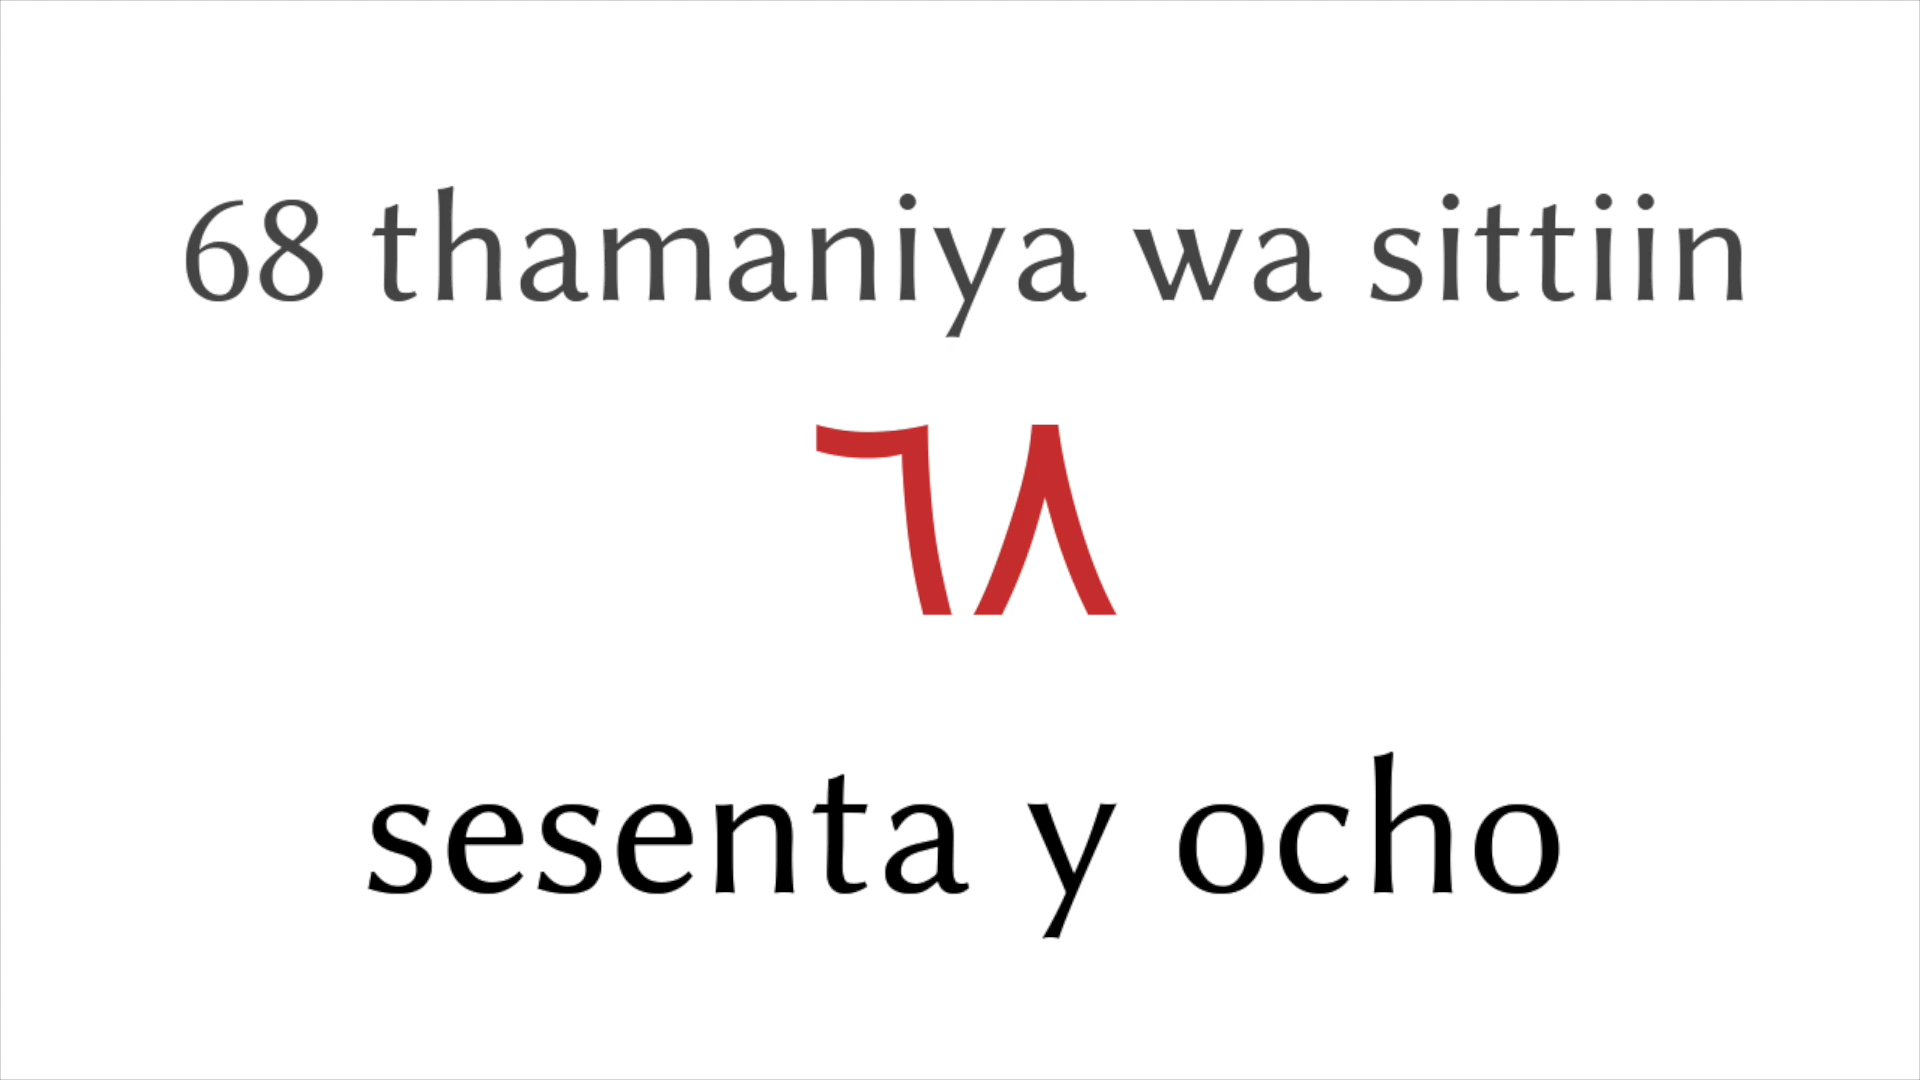 68 thamaniya wa sittiin
٦٨
sesenta y ocho